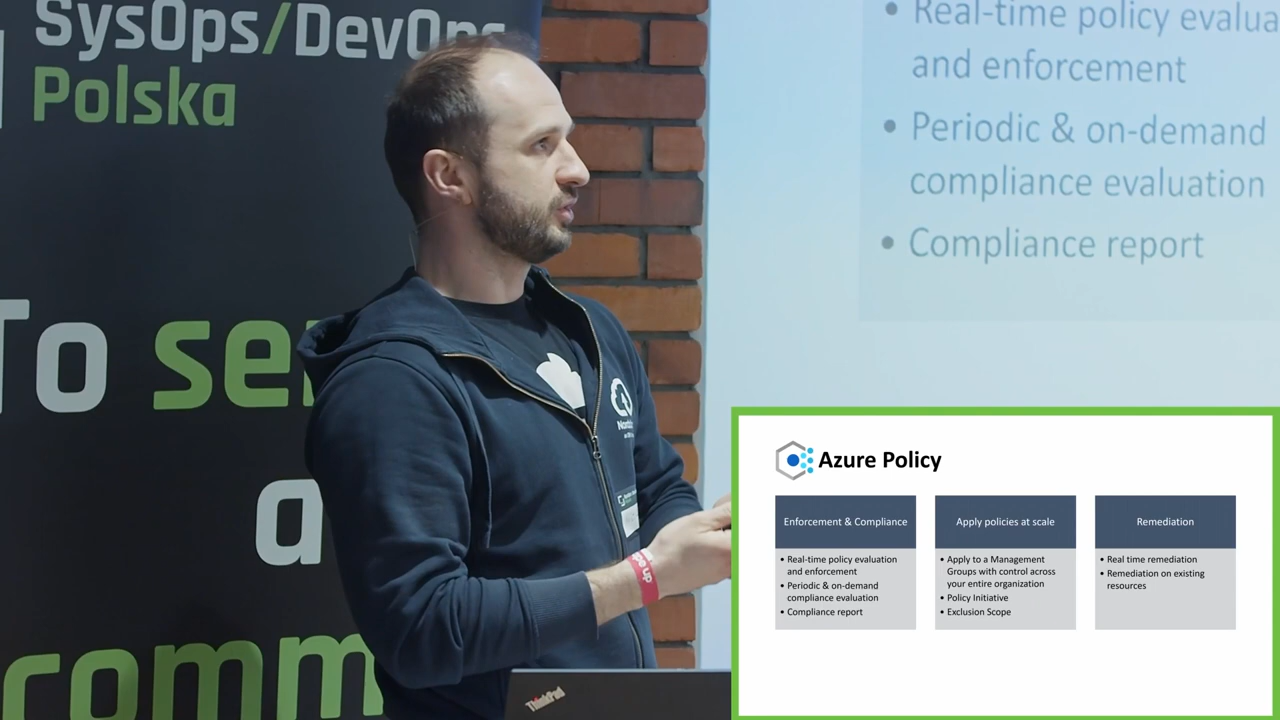 SysOps/DevOps
Polska
To se
a
comm
Real-time policy evalua
and enforcement
• Periodic & on-demand
compliance evaluation
• Compliance report
ThinkPad
Azure Policy
Enforcement & Compliance
• Real-time policy evaluation
and enforcement
• Periodic & on-demand
compliance evaluation
• Compliance report
Apply policies at scale
• Apply to a Management
Groups with control across
your entire organization
• Policy Initiative
• Exclusion Scope
Remediation
• Real time remediation
• Remediation on existing
resources